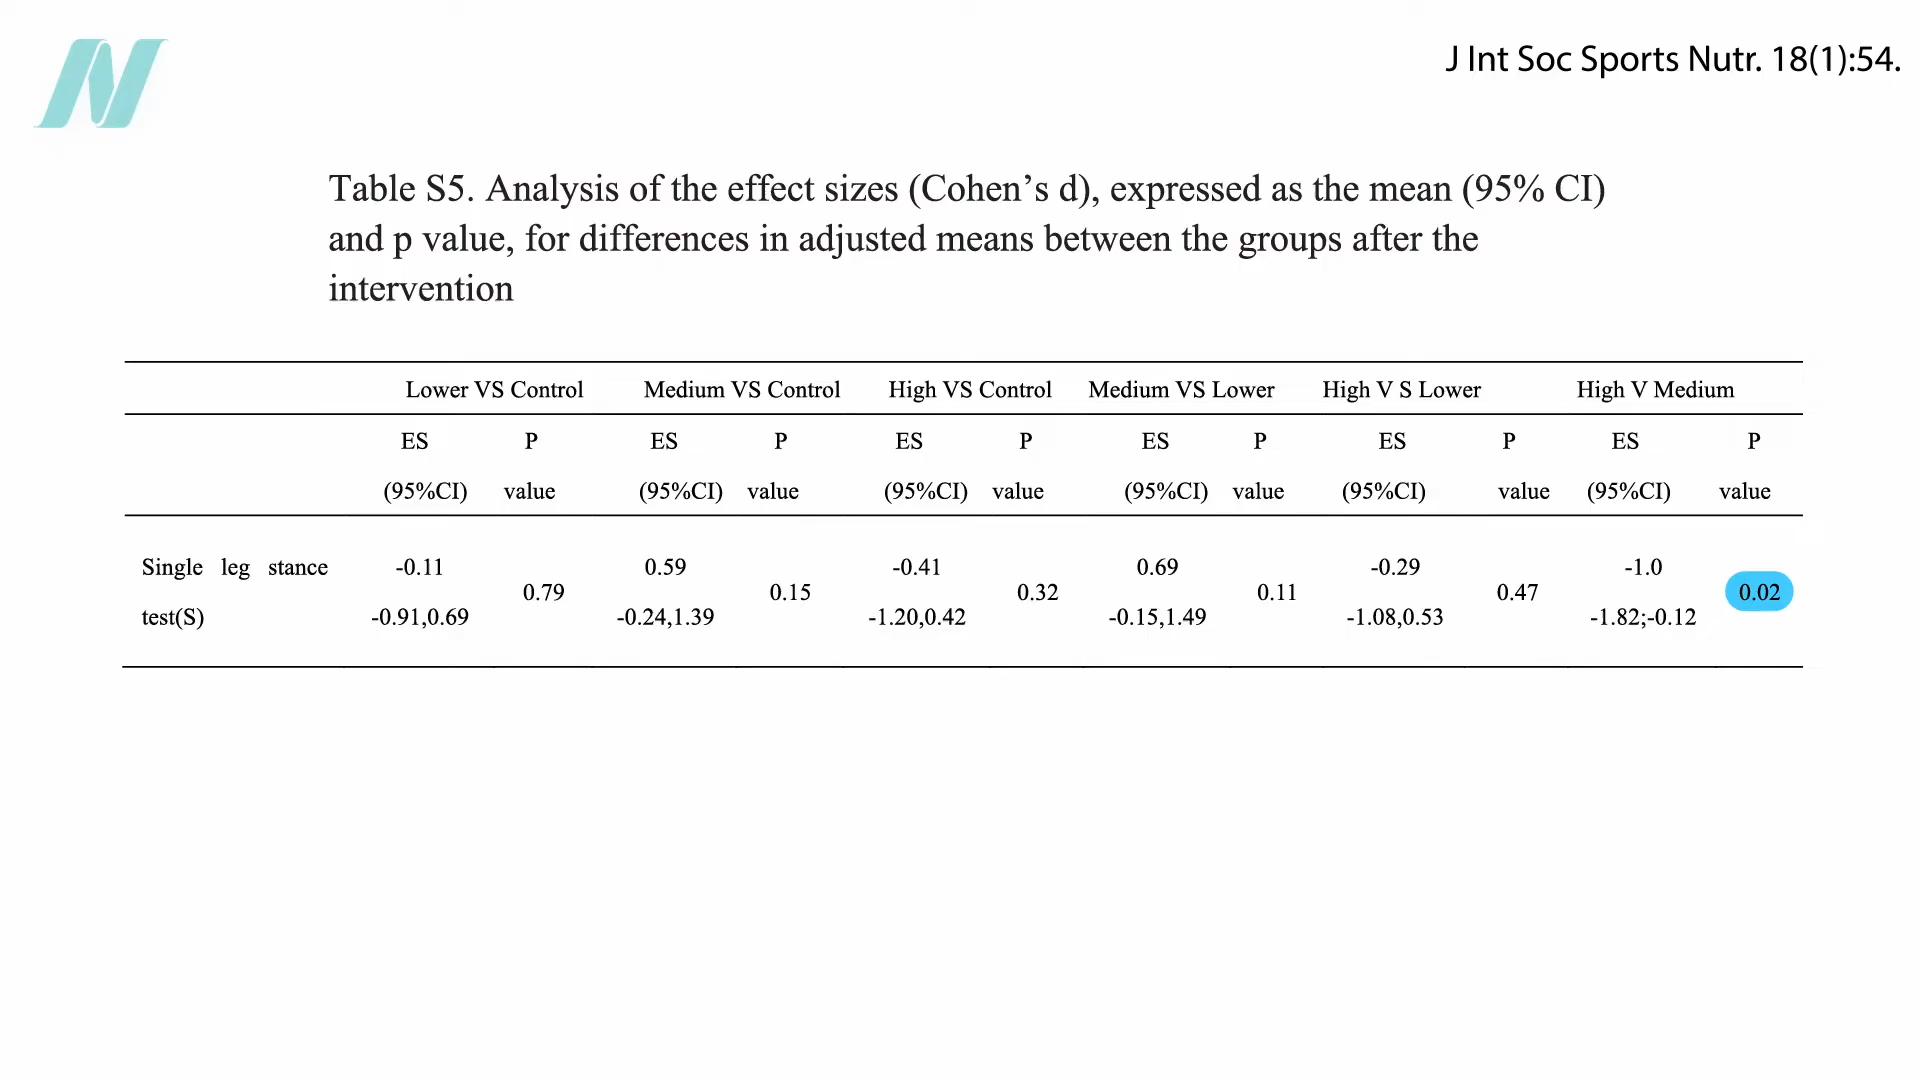 J Int Soc Sports Nutr. 18(1):54.
Table S5. Analysis of the effect sizes (Cohen’s d), expressed as the mean (95% CI)
and p value, for differences in adjusted means between the groups after the
intervention
Lower VS Control Medium VS Control High VS Control Medium VS Lower High V S Lower High V Medium
ES P ES P ES P ES P ES P ES P
(95%CI) value (95%CI) value (95%CI) value (95%CI) value (95%CI) value (95%CI) value
Single leg stance -0.11 0.59 -0.41 0.69 -0.29 -1.0
0.79 0.15 0.32 0.11 0.47 0.02
test(S) -0.91,0.69 -0.24,1.39 -1.20,0.42 -0.15,1.49 -1.08,0.53 -1.82;-0.12